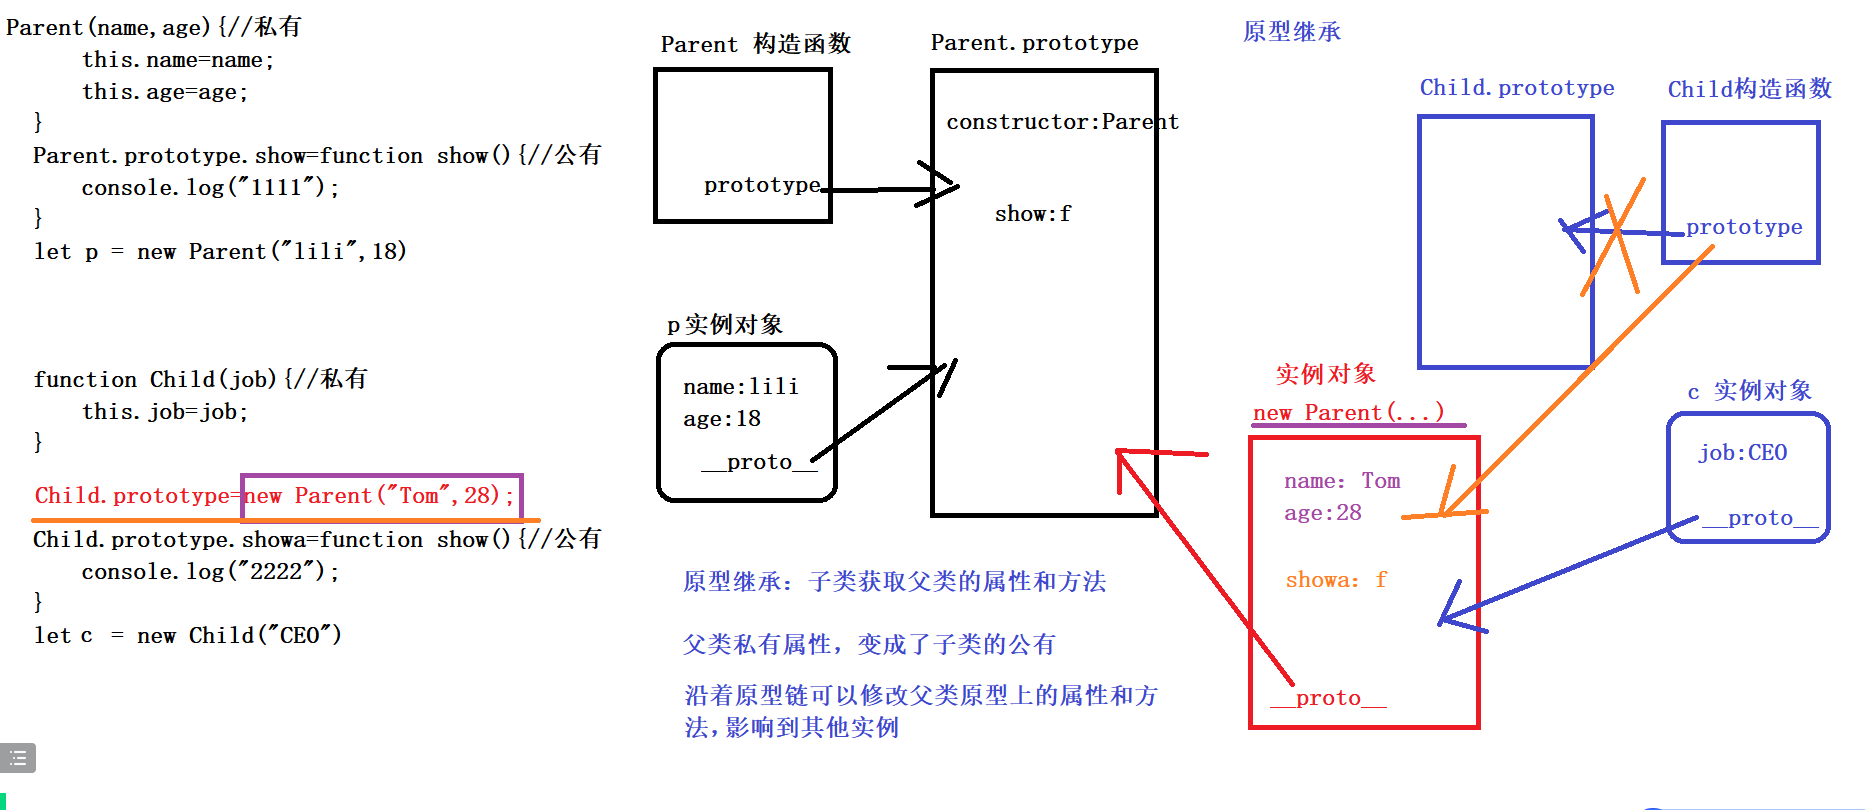 Parent(name,age){//私有
this.name=name;
this.age=age;
}
Parent.prototype.show=function show(){//公有
console.log("1111");
}
let p = new Parent("lili",18)
function Child(job){//私有
this.job=job;
}
Child.prototype=new Parent("Tom",28);
Child.prototype.showa=function show(){//公有
console.log("2222");
}
let c = new Child("CEO")
Parent 构造函数
prototype
Parent.prototype
constructor:Parent
show:f
p实例对象
name:lili
age:18
__proto__
原型继承
Child.prototype
Child构造函数
prototype
实例对象
new Parent(...)
name: Tom
age:28
showa: f
__proto__
c 实例对象
job:CEO
__proto__
原型继承: 子类获取父类的属性和方法
父类私有属性, 变成了子类的公有
沿着原型链可以修改父类原型上的属性和方
法,影响到其他实例